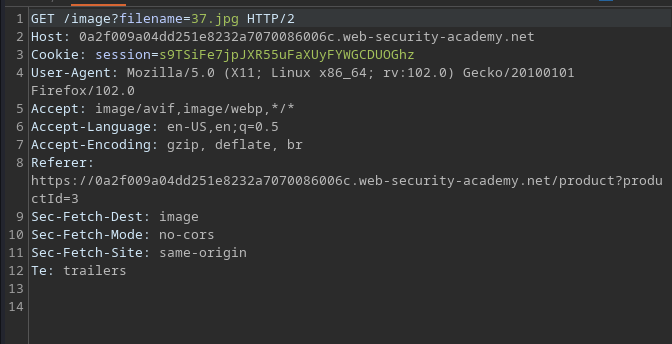 1 GET /image?filename=37.jpg HTTP/2
2 Host: 0a2f009a04dd251e8232a7070086006c.web-security-academy.net
3 Cookie: session=s9TSiFe7jpJXR55uFaXUyFYWGCDUOGhz
4 User-Agent: Mozilla/5.0 (X11; Linux x86_64; rv:102.0) Gecko/20100101
Firefox/102.0
5 Accept: image/avif,image/webp,*/*
6 Accept-Language: en-US,en;q=0.5
7 Accept-Encoding: gzip, deflate, br
8 Referer:
https://0a2f009a04dd251e8232a7070086006c.web-security-academy.net/product?produ
ctId=3
9 Sec-Fetch-Dest: image
10 Sec-Fetch-Mode: no-cors
11 Sec-Fetch-Site: same-origin
12 Te: trailers
13
14